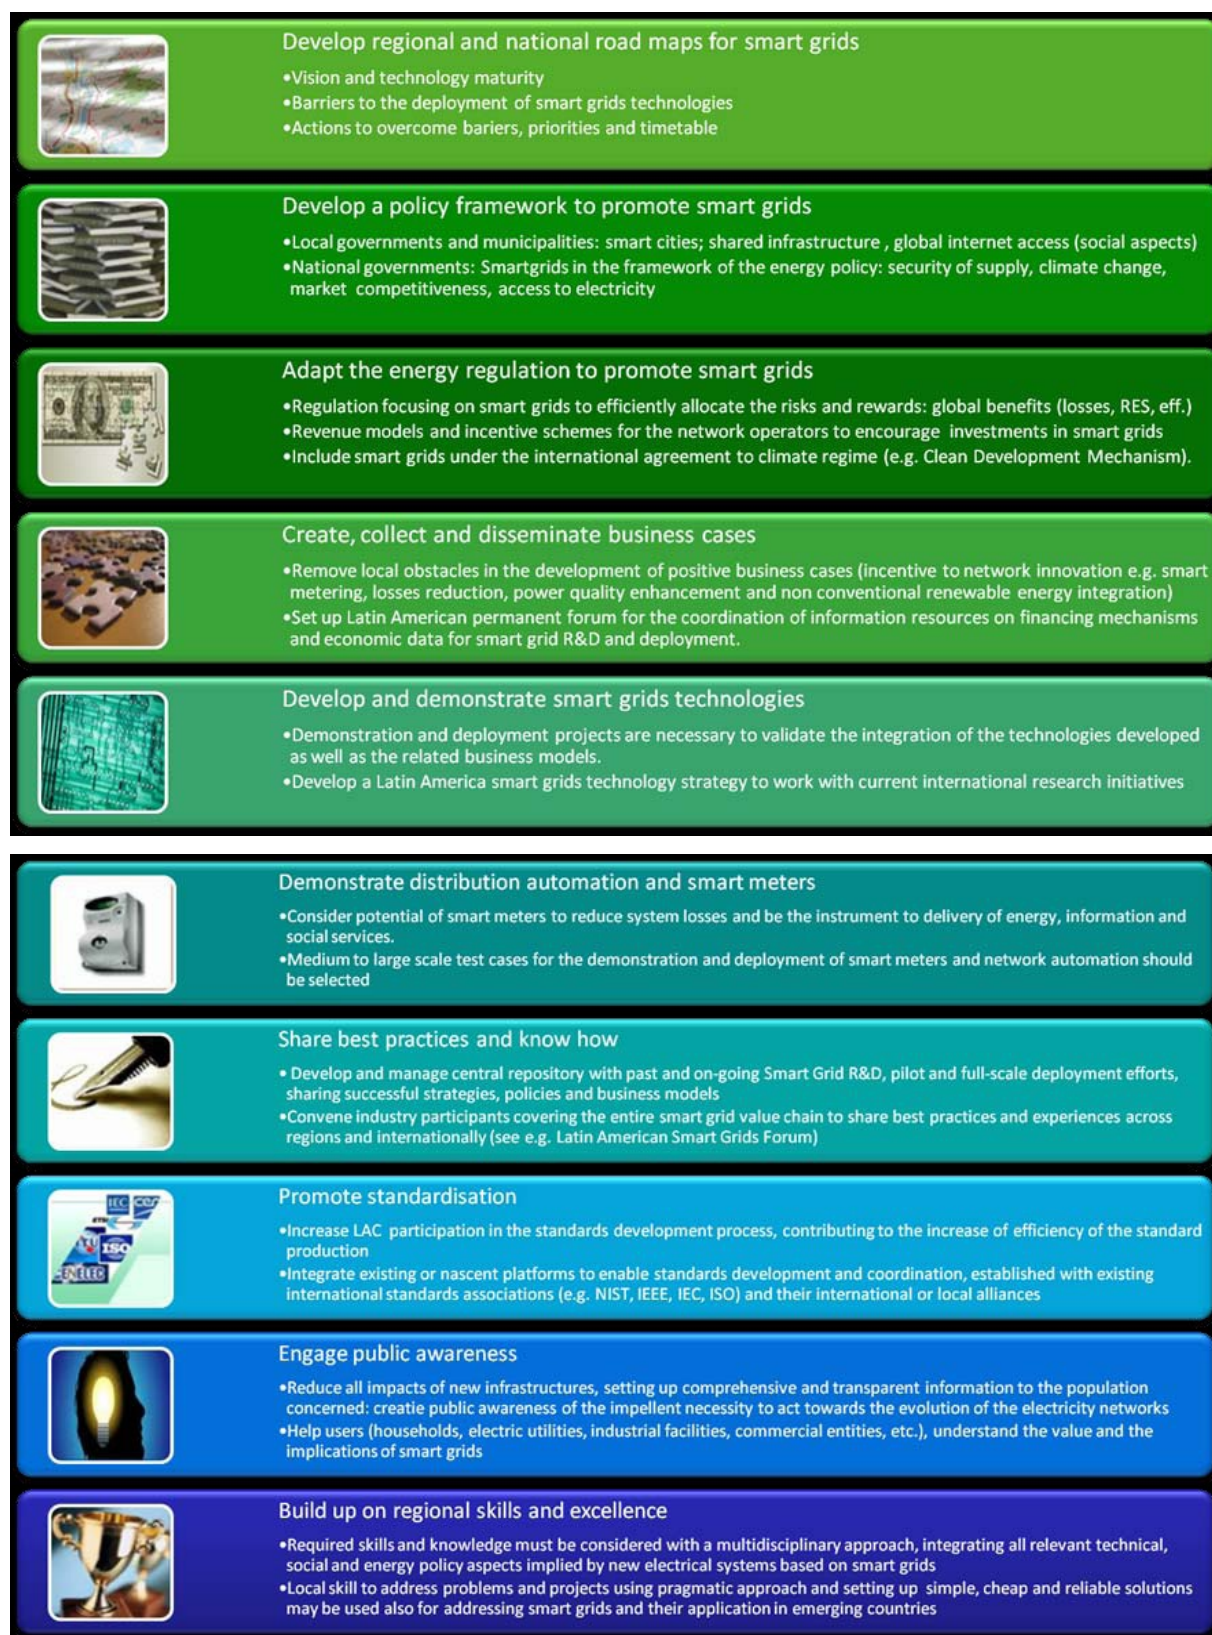 Develop regional and national road maps for smart grids
•Vision and technology maturity
•Barriers to the deployment of smart grids technologies
•Actions to overcome bariers, priorities and timetable
Develop a policy framework to promote smart grids
•Local governments and municipalities: smart cities; shared infrastructure , global internet access (social aspects)
•National governments: Smartgrids in the framework of the energy policy: security of supply, climate change,
market competitiveness, access to electricity
Adapt the energy regulation to promote smart grids
•Regulation focusing on smart grids to efficiently allocate the risks and rewards: global benefits (losses, RES, eff.)
•Revenue models and incentive schemes for the network operators to encourage investments in smart grids
•Include smart grids under the international agreement to climate regime (e.g. Clean Development Mechanism).
Create, collect and disseminate business cases
•Remove local obstacles in the development of positive business cases (incentive to network innovation e.g. smart
metering, losses reduction, power quality enhancement and non conventional renewable energy integration)
•Set up Latin American permanent forum for the coordination of information resources on financing mechanisms
and economic data for smart grid R&D and deployment.
Develop and demonstrate smart grids technologies
•Demonstration and deployment projects are necessary to validate the integration of the technologies developed
as well as the related business models.
•Develop a Latin America smart grids technology strategy to work with current international research initiatives
Demonstrate distribution automation and smart meters
•Consider potential of smart meters to reduce system losses and be the instrument to delivery of energy, information and
social services.
•Medium to large scale test cases for the demonstration and deployment of smart meters and network automation should
be selected
Share best practices and know how
• Develop and manage central repository with past and on-going Smart Grid R&D, pilot and full-scale deployment efforts,
sharing successful strategies, policies and business models
•Convene industry participants covering the entire smart grid value chain to share best practices and experiences across
regions and internationally (see e.g. Latin American Smart Grids Forum)
IEC
ISO
ENELEC
Promote standardisation
•Increase LAC participation in the standards development process, contributing to the increase of efficiency of the standard
production
•Integrate existing or nascent platforms to enable standards development and coordination, established with existing
international standards associations (e.g. NIST, IEEE, IEC, ISO) and their international or local alliances
Engage public awareness
•Reduce all impacts of new infrastructures, setting up comprehensive and transparent information to the population
concerned: creatie public awareness of the impellent necessity to act towards the evolution of the electricity networks
•Help users (households, electric utilities, industrial facilities, commercial entities, etc.), understand the value and the
implications of smart grids
Build up on regional skills and excellence
•Required skills and knowledge must be considered with a multidisciplinary approach, integrating all relevant technical,
social and energy policy aspects implied by new electrical systems based on smart grids
•Local skill to address problems and projects using pragmatic approach and setting up simple, cheap and reliable solutions
may be used also for addressing smart grids and their application in emerging countries